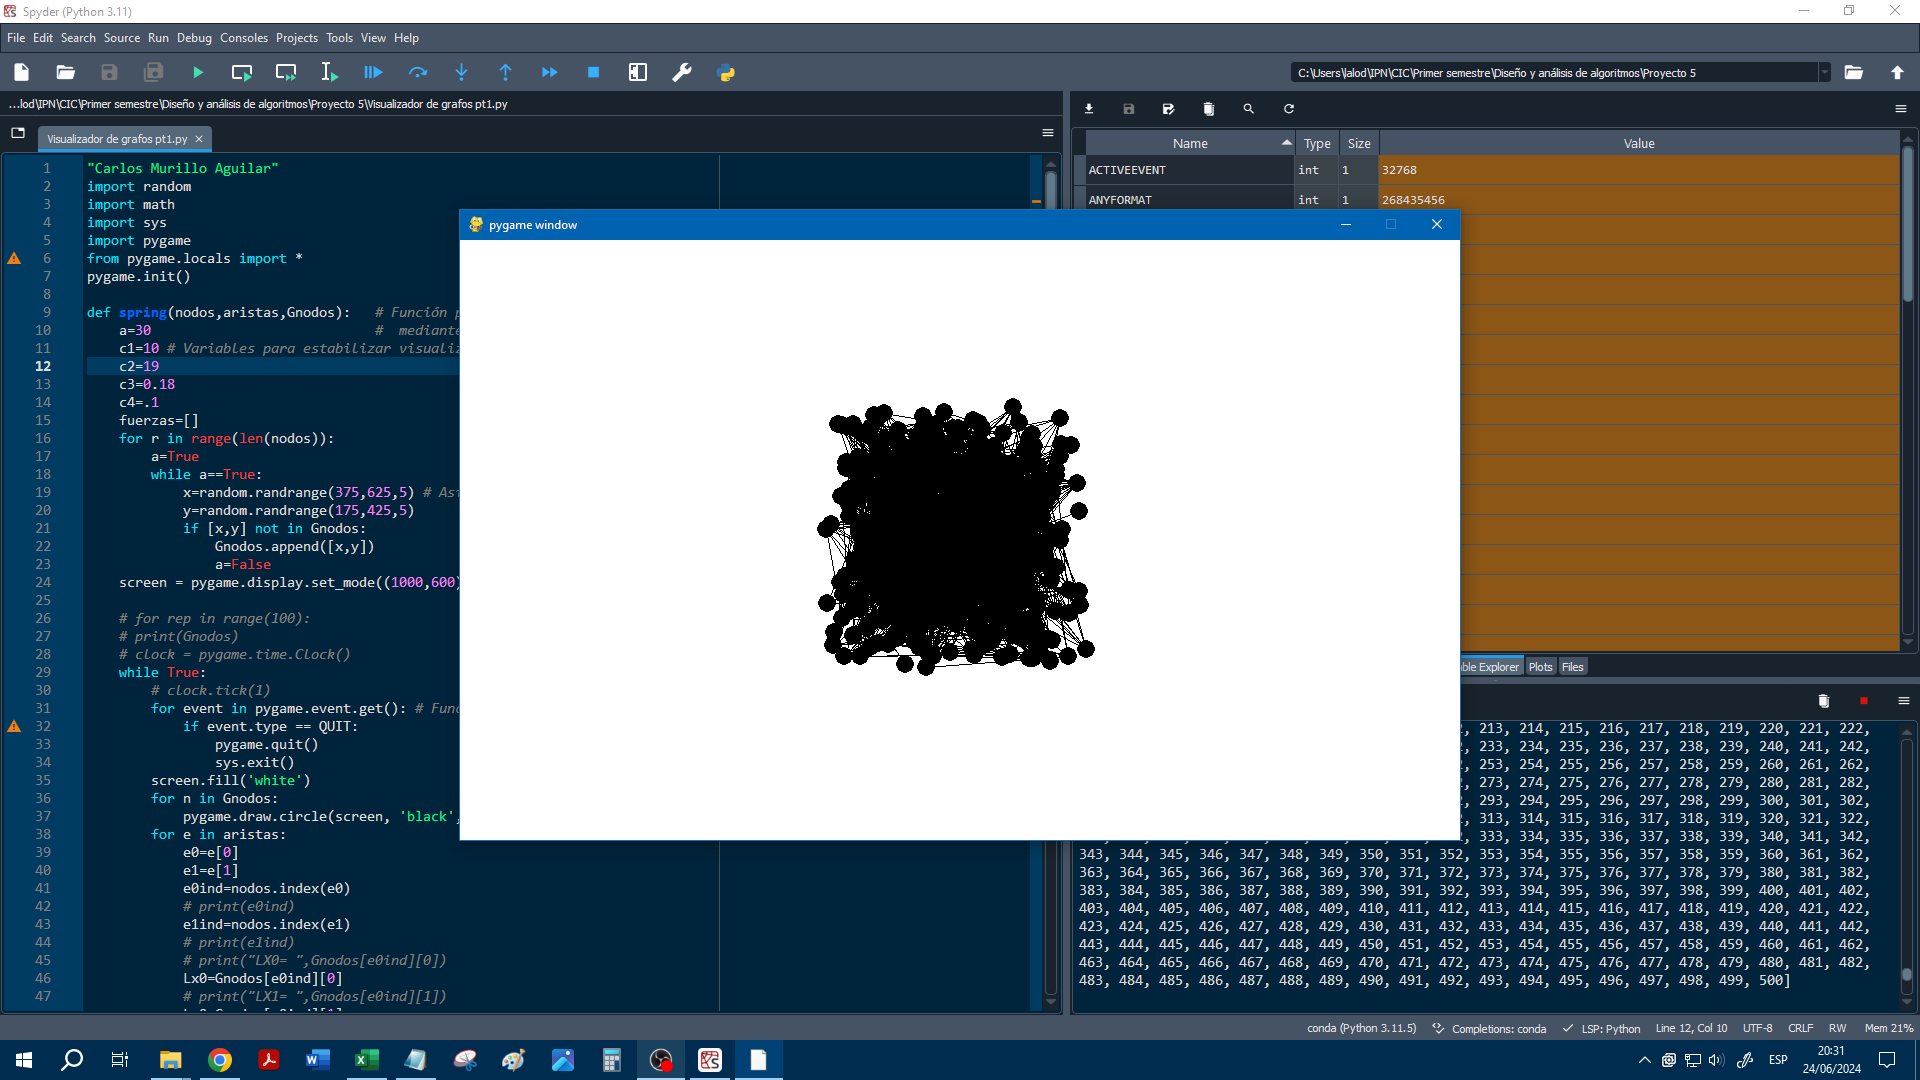 Spyder (Python 3.11)
File Edit Search Source Run Debug Consoles Projects Tools View Help
C:\Users\lalod\IPN\CIC\Primer semestre\Diseño y análisis de algoritmos\Proyecto 5
...lod\IPN\CIC\Primer semestre\Diseño y análisis de algoritmos\Proyecto 5\Visualizador de grafos pt1.py
Visualizador de grafos pt1.py
1 "Carlos Murillo Aguilar"
2 import random
3 import math
4 import sys
5 import pygame
6 from pygame.locals import *
7 pygame.init()
8
9 def spring(nodos,aristas,Gnodos): # Función p
10 a=30 # mediante
11 c1=10 # Variables para estabilizar visuali
12 c2=19
13 c3=0.18
14 c4=.1
15 fuerzas=[]
16 for r in range(len(nodos)):
17 a=True
18 while a==True:
19 x=random.randrange(375,625,5) # As
20 y=random.randrange(175,425,5)
21 if [x,y] not in Gnodos:
22 Gnodos.append([x,y])
23 a=False
24 screen = pygame.display.set_mode((1000,600)
25
26 # for rep in range(100):
27 # print(Gnodos)
28 # clock = pygame.time.Clock()
29 while True:
30 # clock.tick(1)
31 for event in pygame.event.get(): # Fun
32 if event.type == QUIT:
33 pygame.quit()
34 sys.exit()
35 screen.fill('white')
36 for n in Gnodos:
37 pygame.draw.circle(screen, 'black',
38 for e in aristas:
39 e0=e[0]
40 e1=e[1]
41 e0ind=nodos.index(e0)
42 # print(e0ind)
43 e1ind=nodos.index(e1)
44 # print(e1ind)
45 # print("LX0= ",Gnodos[e0ind][0])
46 Lx0=Gnodos[e0ind][0]
47 # print("LX1= ",Gnodos[e0ind][1])
pygame window
Name Type Size Value
ACTIVEEVENT int 1 32768
ANYFORMAT int 1 268435456
ble Explorer Plots Files
, 213, 214, 215, 216, 217, 218, 219, 220, 221, 222,
, 233, 234, 235, 236, 237, 238, 239, 240, 241, 242,
, 253, 254, 255, 256, 257, 258, 259, 260, 261, 262,
, 273, 274, 275, 276, 277, 278, 279, 280, 281, 282,
, 293, 294, 295, 296, 297, 298, 299, 300, 301, 302,
, 313, 314, 315, 316, 317, 318, 319, 320, 321, 322,
, 333, 334, 335, 336, 337, 338, 339, 340, 341, 342,
343, 344, 345, 346, 347, 348, 349, 350, 351, 352, 353, 354, 355, 356, 357, 358, 359, 360, 361, 362,
363, 364, 365, 366, 367, 368, 369, 370, 371, 372, 373, 374, 375, 376, 377, 378, 379, 380, 381, 382,
383, 384, 385, 386, 387, 388, 389, 390, 391, 392, 393, 394, 395, 396, 397, 398, 399, 400, 401, 402,
403, 404, 405, 406, 407, 408, 409, 410, 411, 412, 413, 414, 415, 416, 417, 418, 419, 420, 421, 422,
423, 424, 425, 426, 427, 428, 429, 430, 431, 432, 433, 434, 435, 436, 437, 438, 439, 440, 441, 442,
443, 444, 445, 446, 447, 448, 449, 450, 451, 452, 453, 454, 455, 456, 457, 458, 459, 460, 461, 462,
463, 464, 465, 466, 467, 468, 469, 470, 471, 472, 473, 474, 475, 476, 477, 478, 479, 480, 481, 482,
483, 484, 485, 486, 487, 488, 489, 490, 491, 492, 493, 494, 495, 496, 497, 498, 499, 500]
conda (Python 3.11.5) Completions: conda LSP: Python Line 12, Col 10 UTF-8 CRLF RW Mem 21%
ESP
20:31
24/06/2024